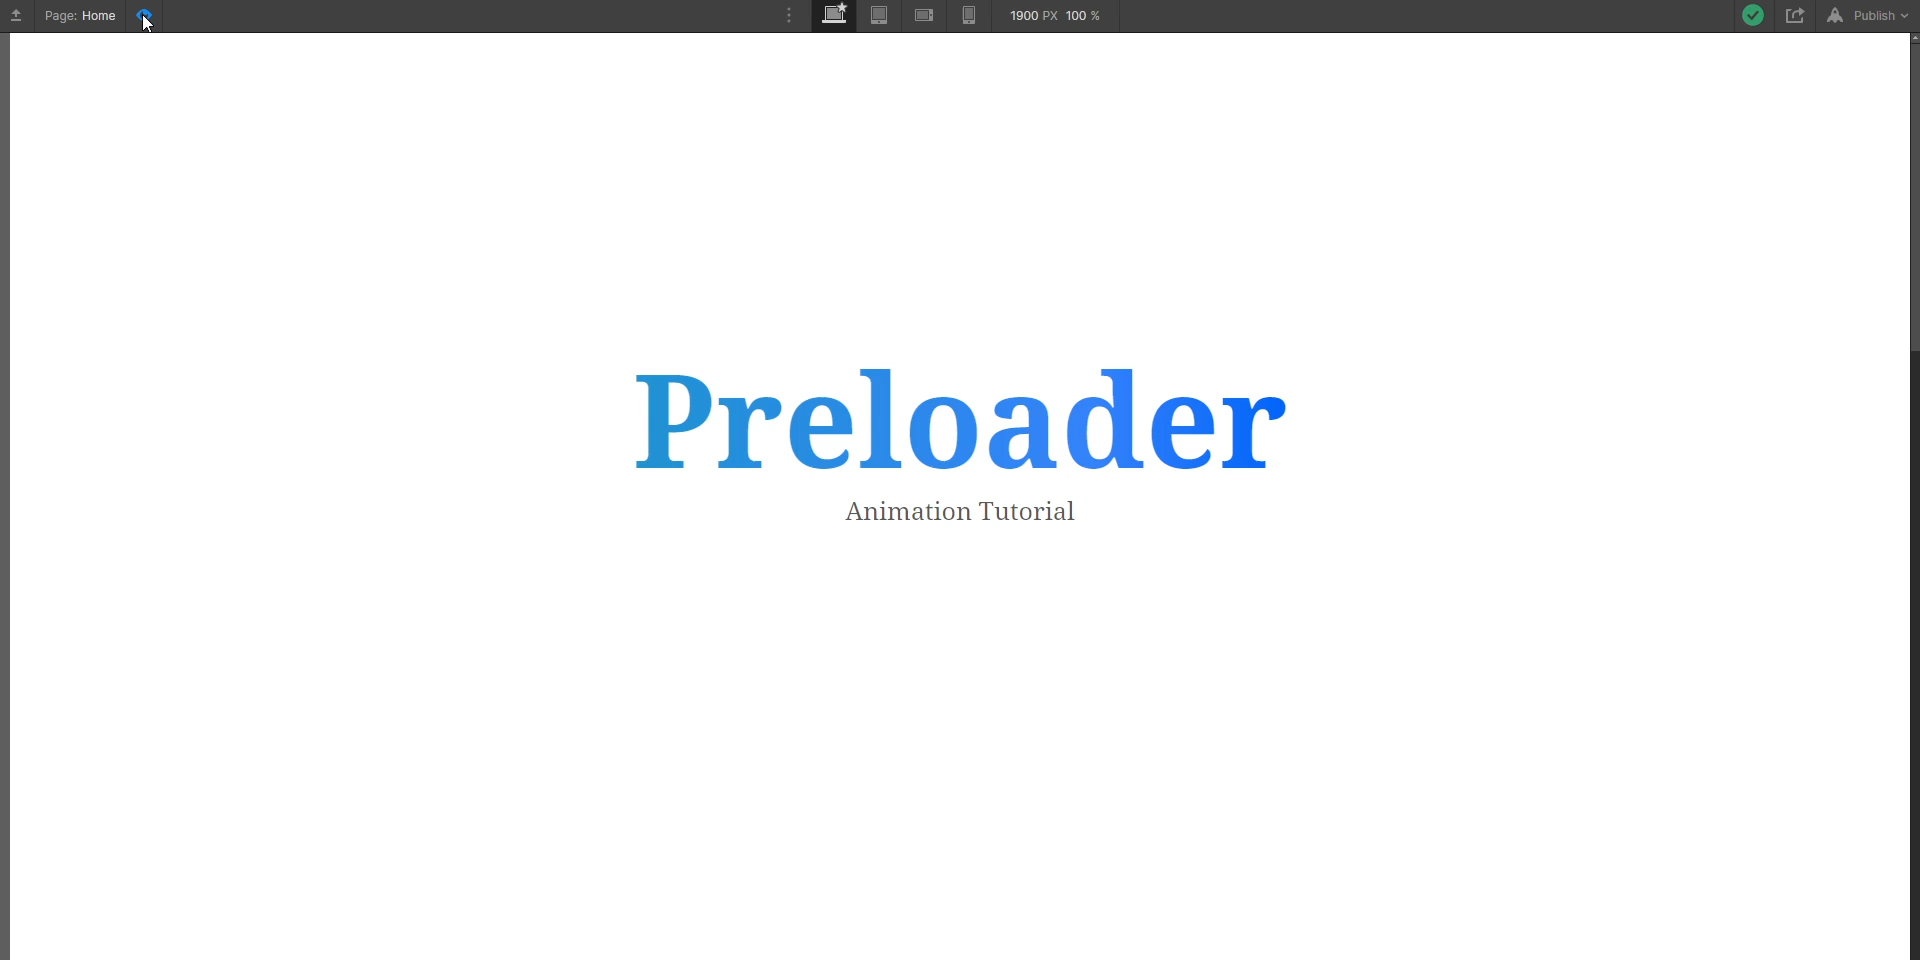 Page: Home
1900 PX 100 %
Publish
Preloader
Animation Tutorial